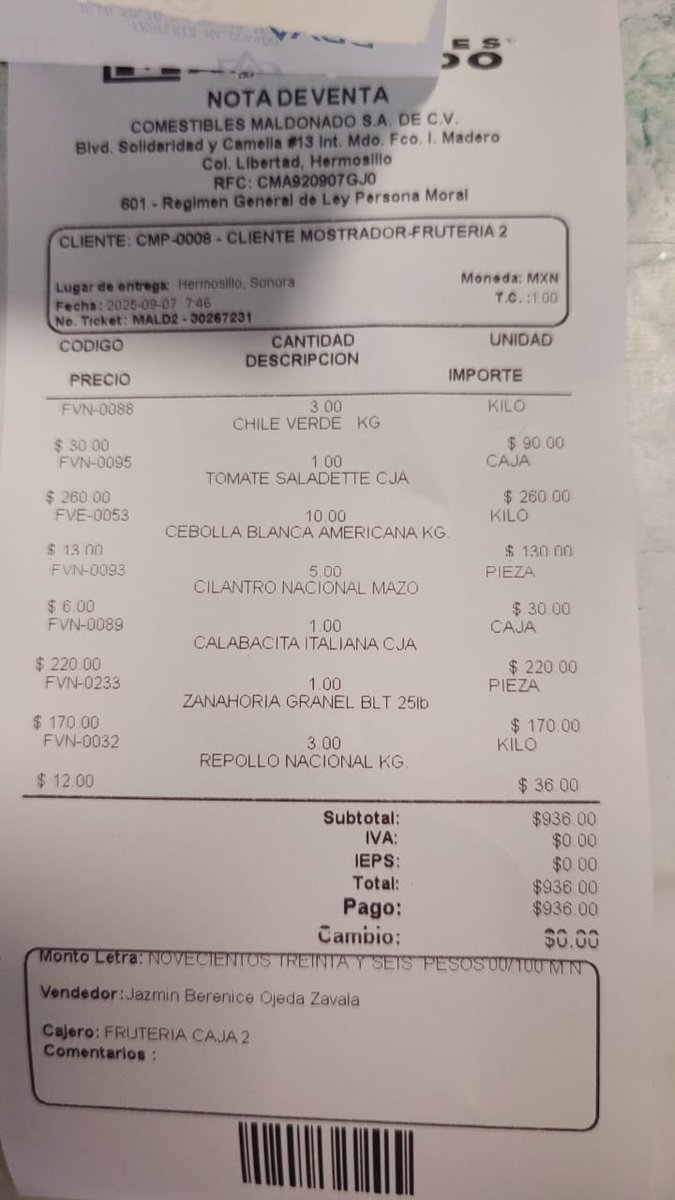 ES
DO
NOTA DE VENTA
COMESTIBLES MALDONADO S.A. DE C.V.
Blvd. Solidaridad y Camelia #13 Int. Mdo. Fco. I. Madero
Col. Libertad, Hermosillo
RFC: CMA920907GJ0
601 - Regimen General de Ley Persona Moral
CLIENTE: CMP-0008 - CLIENTE MOSTRADOR-FRUTERIA 2
Lugar de entrega: Hermosillo, Sonora Moneda: MXN
Fecha: 2025-09-07 7:46 T.C. :1.00
No. Ticket: MALD2 - 30267231
CODIGO CANTIDAD UNIDAD
DESCRIPCION
PRECIO IMPORTE
FVN-0088 3.00 KILO
CHILE VERDE KG
$ 30.00 $ 90.00
FVN-0095 1.00 CAJA
TOMATE SALADETTE CJA
$ 260.00 $ 260.00
FVE-0053 10.00 KILO
CEBOLLA BLANCA AMERICANA KG.
$ 13.00 $ 130.00
FVN-0093 5.00 PIEZA
CILANTRO NACIONAL MAZO
$ 6.00 $ 30.00
FVN-0089 1.00 CAJA
CALABACITA ITALIANA CJA
$ 220.00 $ 220.00
FVN-0233 1.00 PIEZA
ZANAHORIA GRANEL BLT 25lb
$ 170.00 $ 170.00
FVN-0032 3.00 KILO
REPOLLO NACIONAL KG.
$ 12.00 $ 36.00
Subtotal: $936.00
IVA: $0.00
IEPS: $0.00
Total: $936.00
Pago: $936.00
Cambio: $0.00
Monto Letra: NOVECIENTOS TREINTA Y SEIS PESOS 00/100 M.N
Vendedor: Jazmin Berenice Ojeda Zavala
Cajero: FRUTERIA CAJA 2
Comentarios :